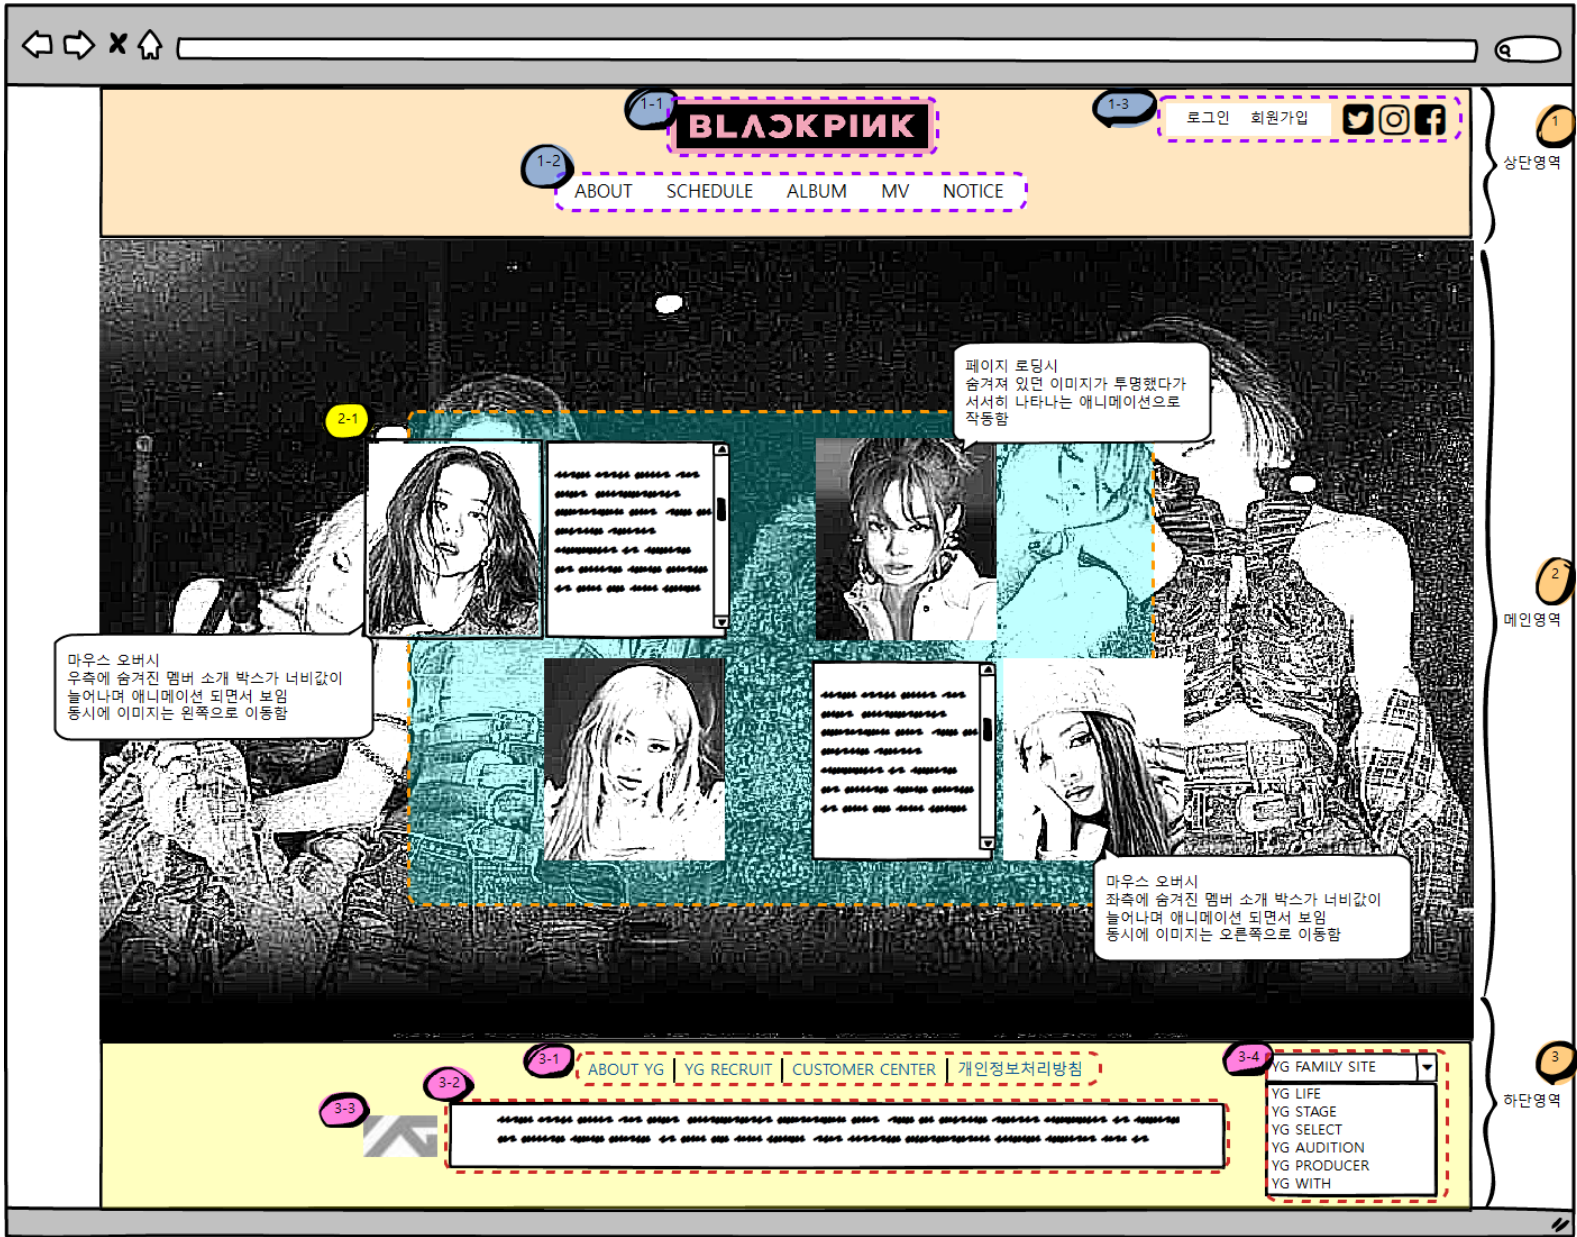 1-1
BLACKPINK
1-3
로그인 회원가입
1
상단영역
1-2
ABOUT SCHEDULE ALBUM MV NOTICE
페이지 로딩시
숨겨져 있던 이미지가 투명했다가
서서히 나타나는 애니메이션으로
작동함
2-1
2
메인영역
마우스 오버시
우측에 숨겨진 멤버 소개 박스가 너비값이
늘어나며 애니메이션 되면서 보임
동시에 이미지는 왼쪽으로 이동함
마우스 오버시
좌측에 숨겨진 멤버 소개 박스가 너비값이
늘어나며 애니메이션 되면서 보임
동시에 이미지는 오른쪽으로 이동함
3-1
ABOUT YG YG RECRUIT CUSTOMER CENTER 개인정보처리방침
3-4
YG FAMILY SITE
3
하단영역
3-2
3-3
YG
YG LIFE
YG STAGE
YG SELECT
YG AUDITION
YG PRODUCER
YG WITH